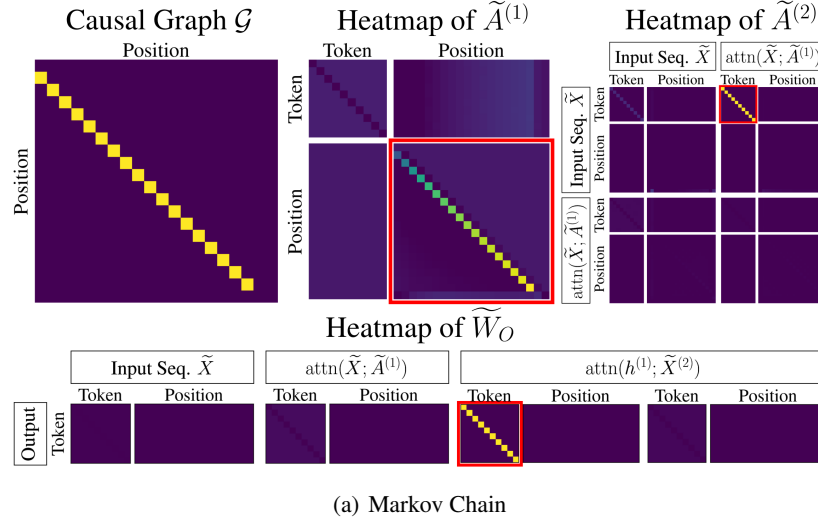 Causal Graph 𝒢
Position
Position
Heatmap of Ã⁽¹⁾
Token Position
Token
Position
Heatmap of Ã⁽²⁾
Input Seq. X̃ attn(X̃; Ã⁽¹⁾)
Token Position Token Position
Input Seq. X̃
Token
Position
attn(X̃; Ã⁽¹⁾)
Token
Position
Heatmap of W̃_O
Input Seq. X̃ attn(X̃; Ã⁽¹⁾) attn(h⁽¹⁾; X̃⁽²⁾)
Token Position Token Position Token Position Token Position
Output
Token
(a) Markov Chain